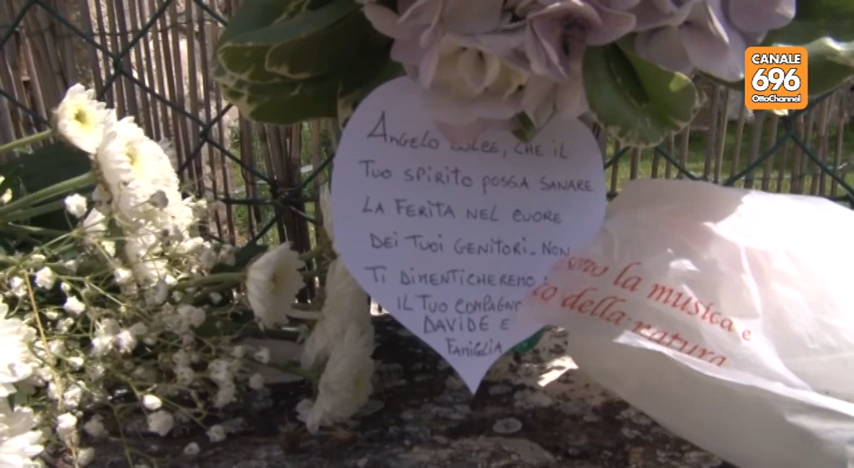 CANALE
696
OttoChannel
ANGELO DOLCE, CHE IL
TUO SPIRITO POSSA SANARE
LA FERITA NEL CUORE
DEI TUOI GENITORI. NON
TI DIMENTICHEREMO
IL TUO COMPAGNO
DAVIDE E
FAMIGLIA
sono la musica e
della natura